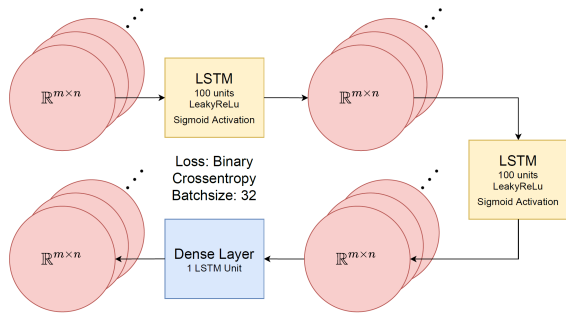 ℝ^{m×n}
LSTM
100 units
LeakyReLu
Sigmoid Activation
ℝ^{m×n}
LSTM
100 units
LeakyReLu
Sigmoid Activation
Loss: Binary
Crossentropy
Batchsize: 32
ℝ^{m×n}
Dense Layer
1 LSTM Unit
ℝ^{m×n}